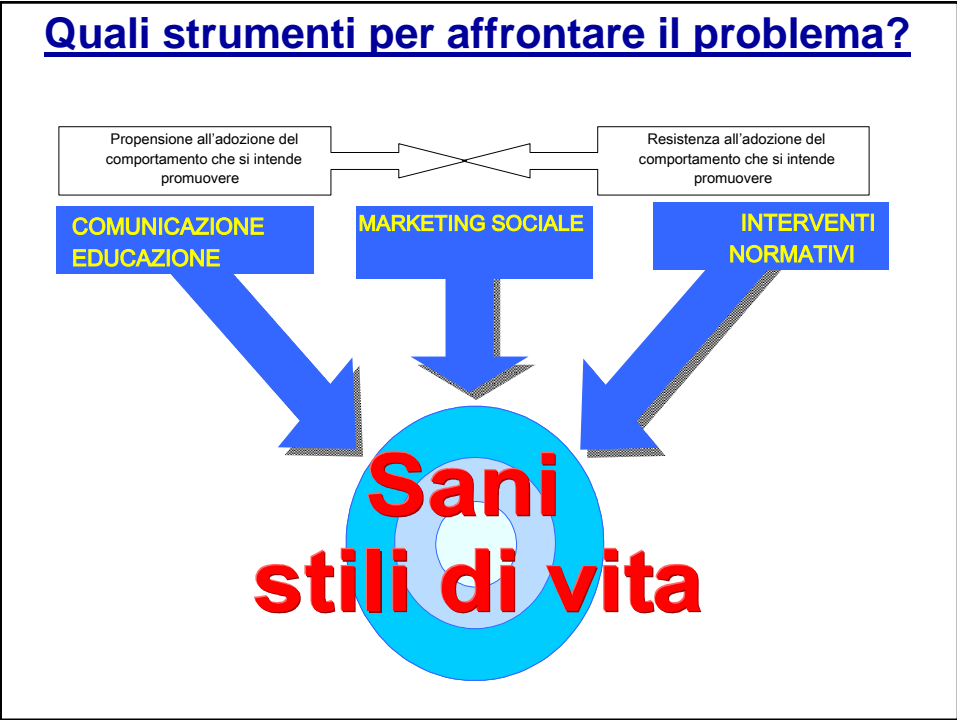 Quali strumenti per affrontare il problema?
Propensione all'adozione del
comportamento che si intende
promuovere
Resistenza all'adozione del
comportamento che si intende
promuovere
COMUNICAZIONE
EDUCAZIONE
MARKETING SOCIALE
INTERVENTI
NORMATIVI
Sani
stili di vita